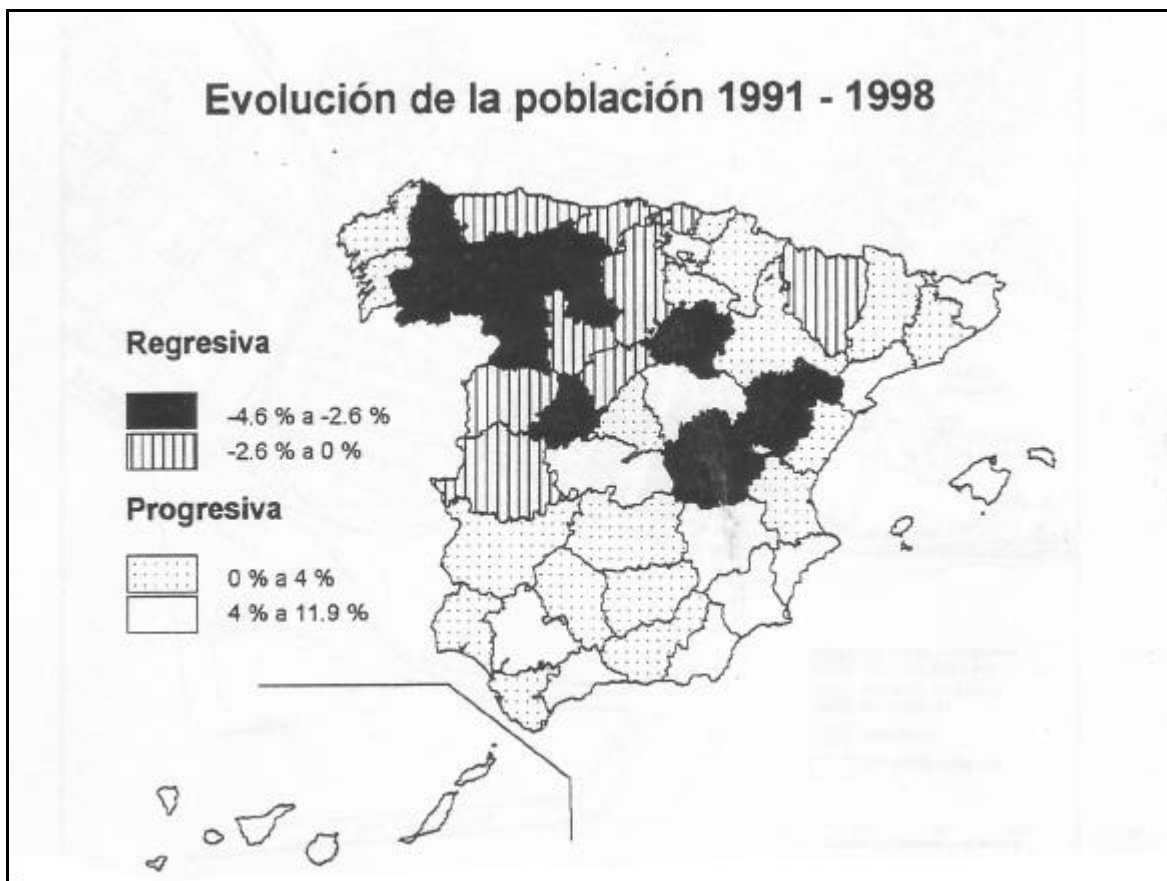 Evolución de la población 1991 - 1998
Regresiva
-4.6 % a -2.6 %
-2.6 % a 0 %
Progresiva
0 % a 4 %
4 % a 11.9 %